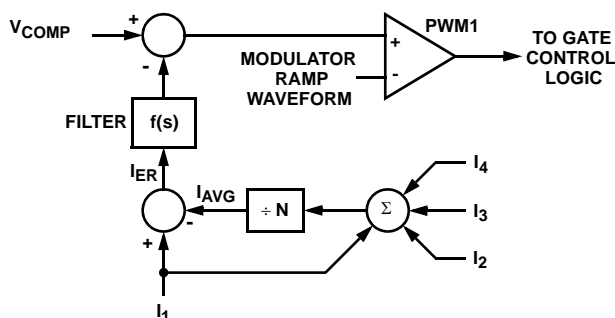 V_COMP
+
-
PWM1
+
-
MODULATOR
RAMP
WAVEFORM
TO GATE
CONTROL
LOGIC
FILTER
f(s)
I_ER
I_AVG
-
+
÷ N
Σ
I_4
I_3
I_2
I_1